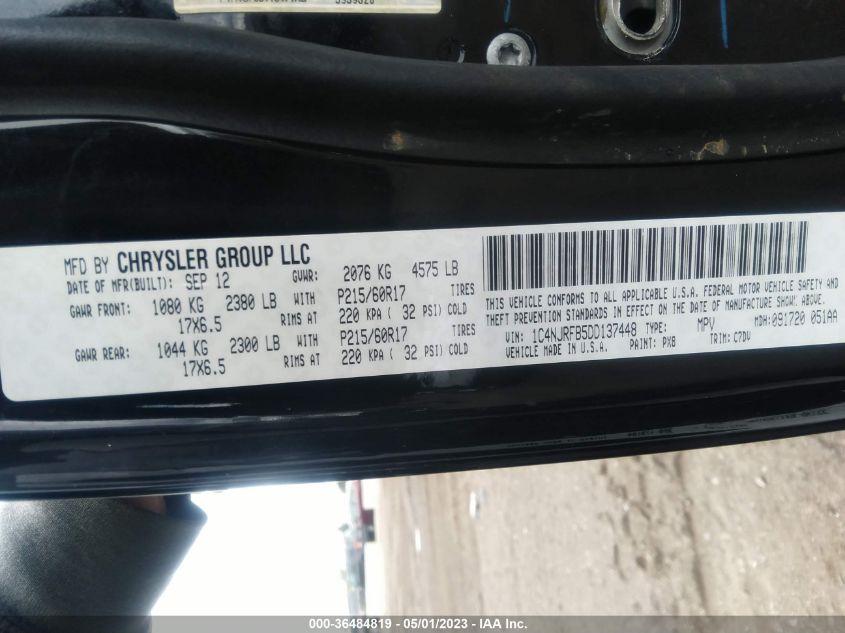 MFD BY CHRYSLER GROUP LLC
DATE OF MFR(BUILT): SEP 12 GVWR: 2076 KG 4575 LB
GAWR FRONT: 1080 KG 2380 LB WITH P215/60R17 TIRES
17X6.5 RIMS AT 220 KPA ( 32 PSI) COLD
GAWR REAR: 1044 KG 2300 LB WITH P215/60R17 TIRES
17X6.5 RIMS AT 220 KPA ( 32 PSI) COLD
THIS VEHICLE CONFORMS TO ALL APPLICABLE U.S.A. FEDERAL MOTOR VEHICLE SAFETY AND
THEFT PREVENTION STANDARDS IN EFFECT ON THE DATE OF MANUFACTURE SHOWN ABOVE.
VIN: 1C4NJRFB5DD137448 TYPE: MPV MDH: 091720 051AA
VEHICLE MADE IN U.S.A. PAINT: PX8 TRIM: C7DV
000-36484819 - 05/01/2023 - © IAA Holdings, LLC.